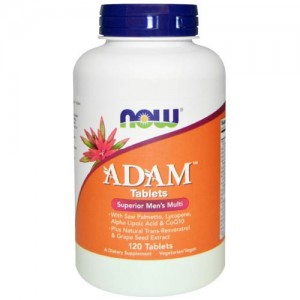 NOW
ADAM™
Tablets
Superior Men's Multi
• With Saw Palmetto, Lycopene,
Alpha Lipoic Acid & CoQ10
• Plus Natural Trans-Resveratrol
& Grape Seed Extract
120 Tablets
A Dietary Supplement Vegetarian/Vegan